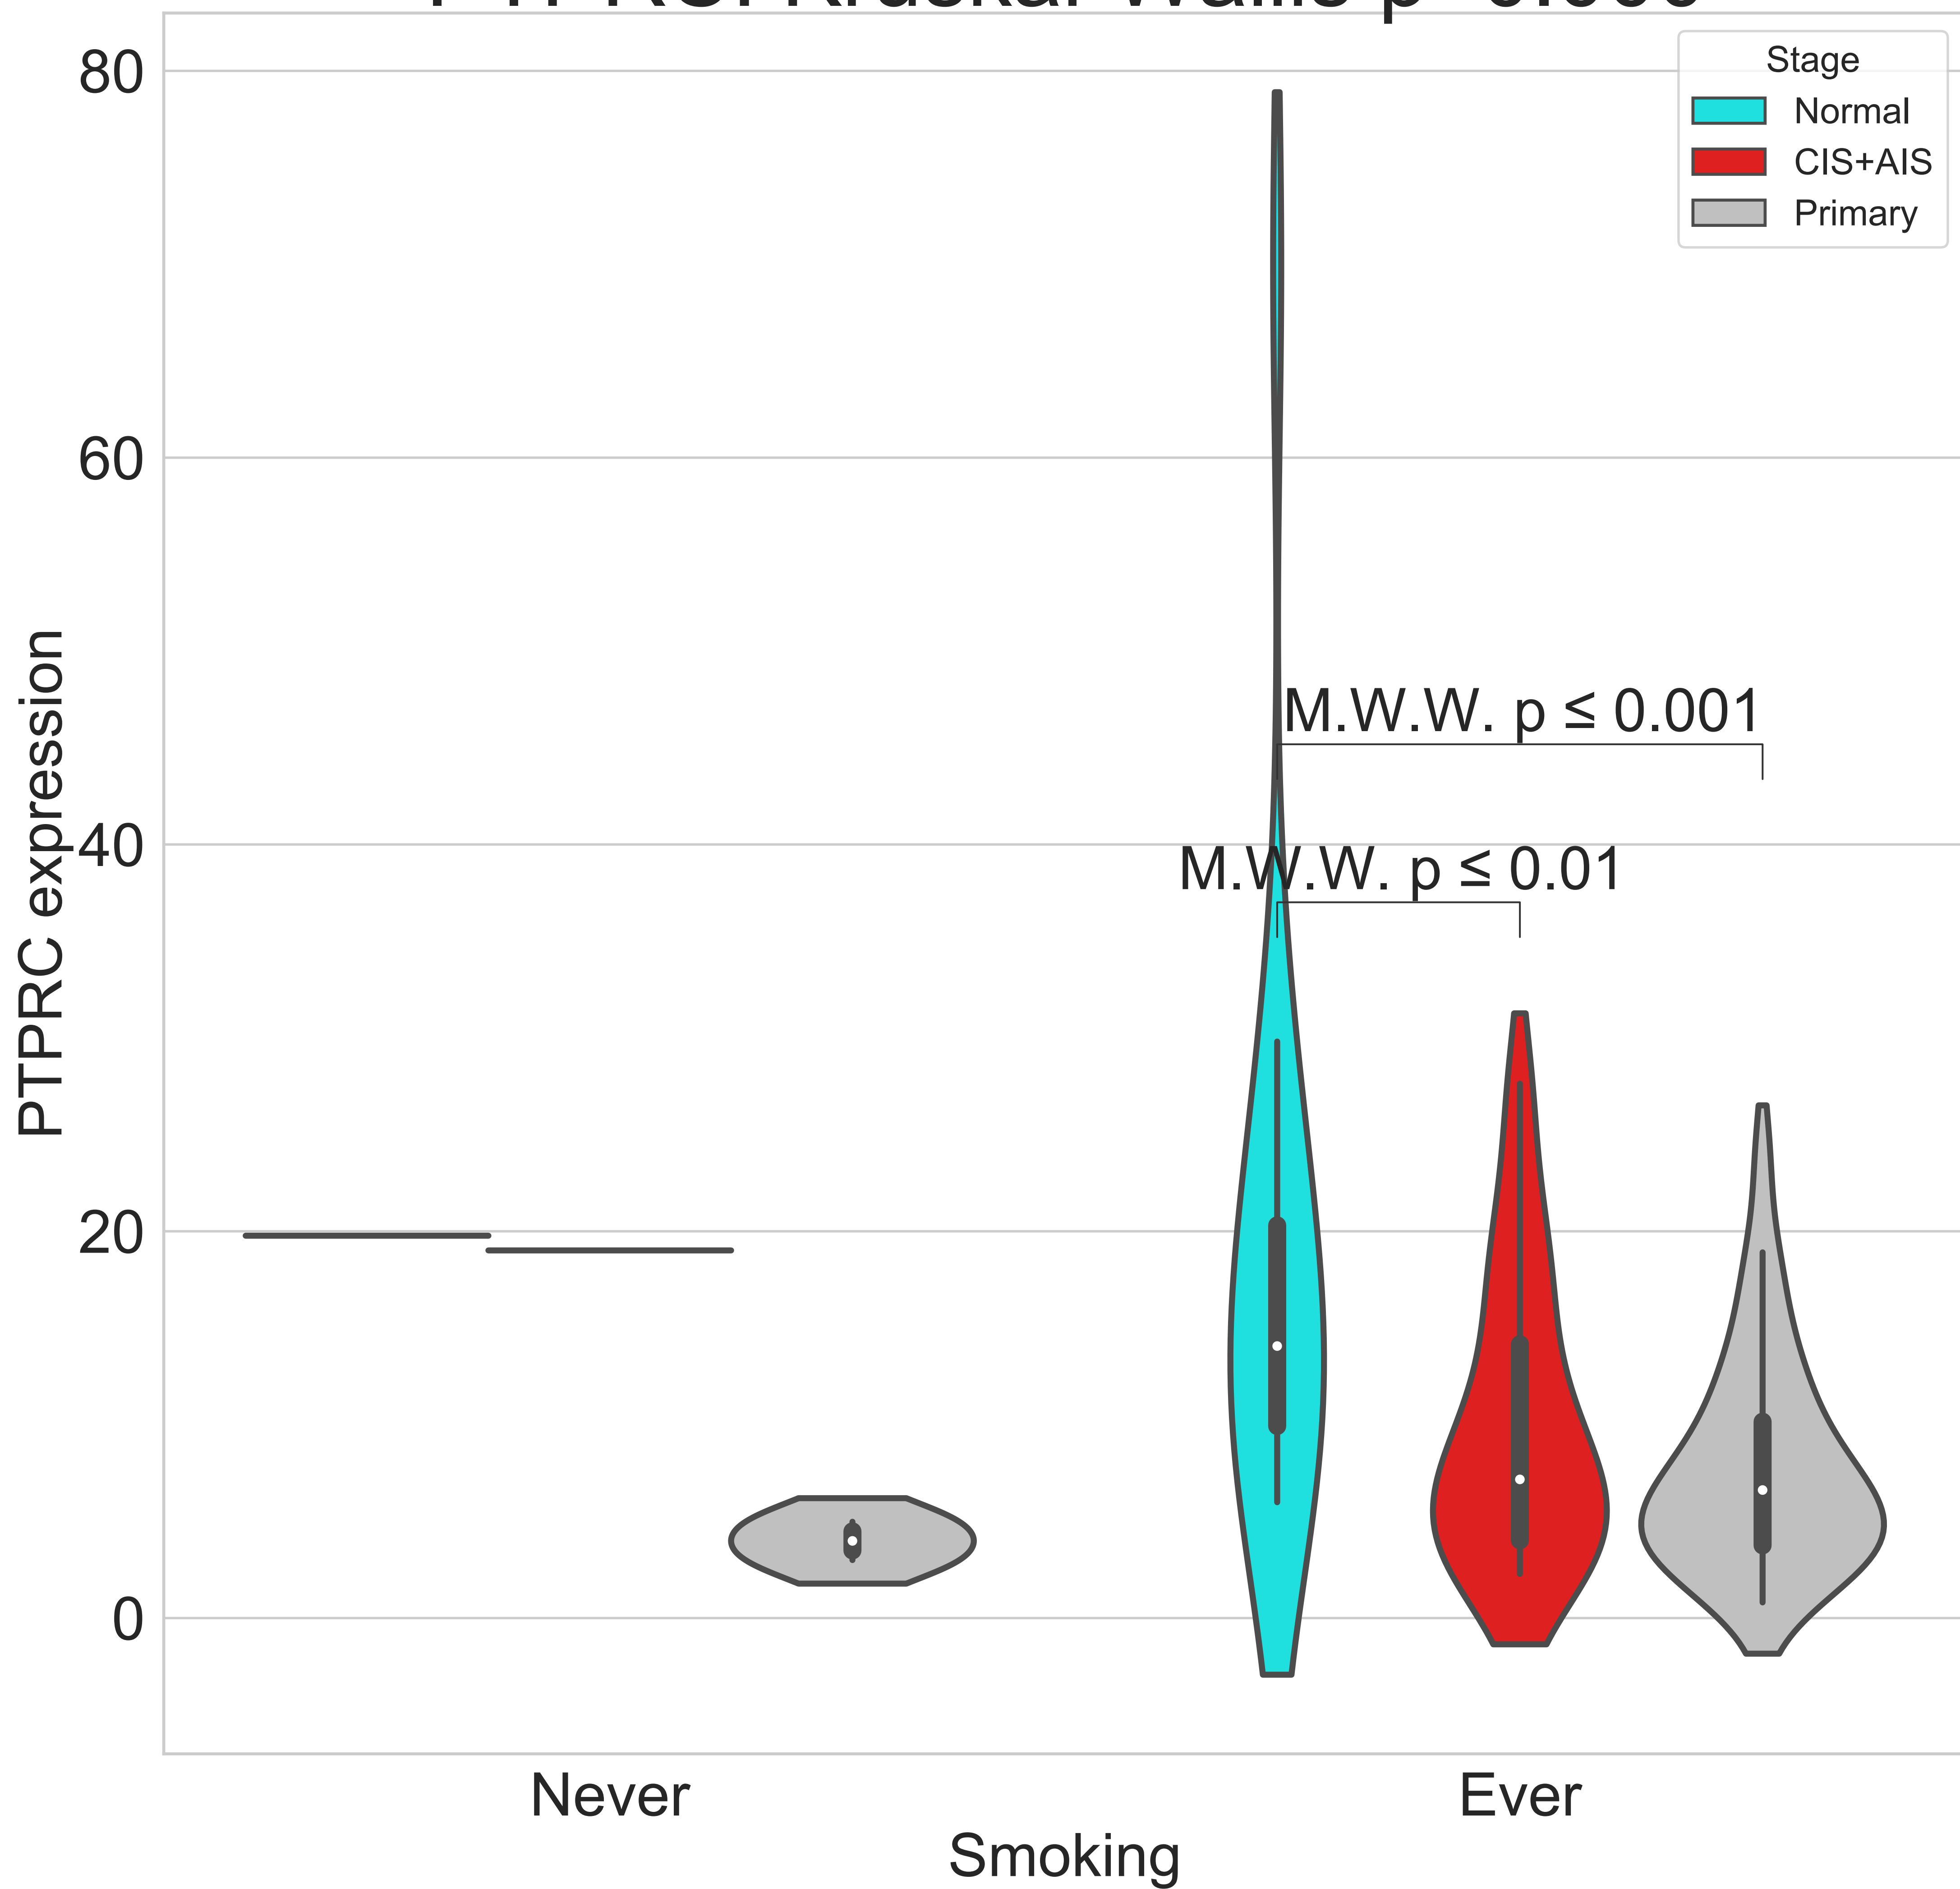 80
60
40
20
0
PTPRC expression
Stage
Normal
CIS+AIS
Primary
M.W.W. p ≤ 0.001
M.W.W. p ≤ 0.01
Never
Ever
Smoking